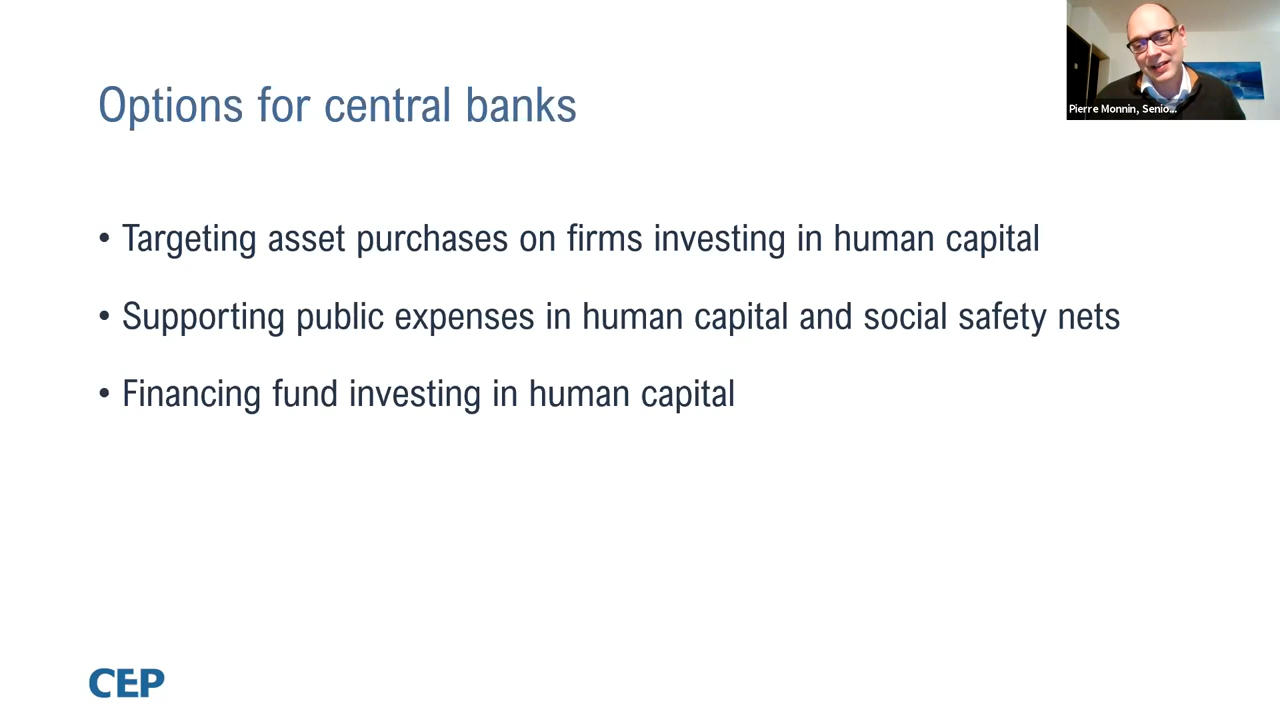 Options for central banks
Pierre Monnin, Senio...
• Targeting asset purchases on firms investing in human capital
• Supporting public expenses in human capital and social safety nets
• Financing fund investing in human capital
CEP